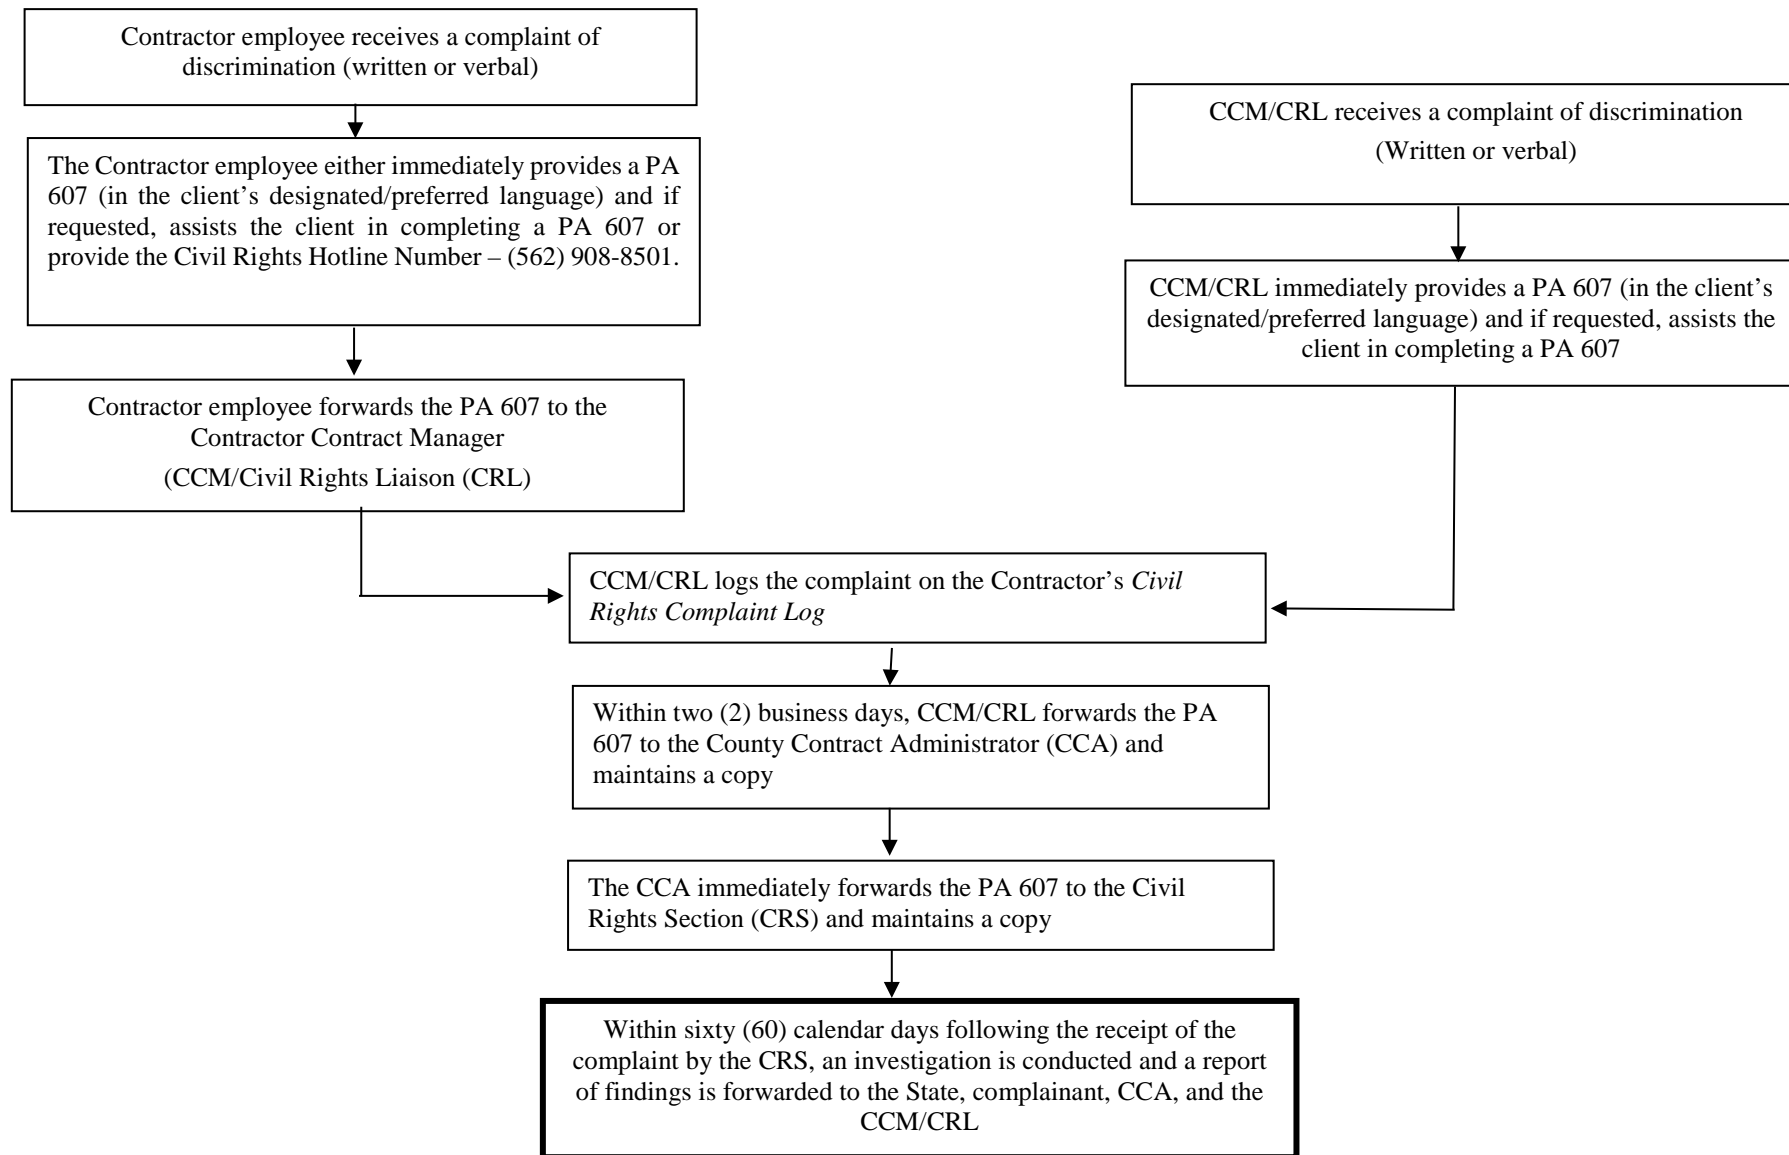 Contractor employee receives a complaint of
discrimination (written or verbal)
The Contractor employee either immediately provides a PA
607 (in the client’s designated/preferred language) and if
requested, assists the client in completing a PA 607 or
provide the Civil Rights Hotline Number – (562) 908-8501.
Contractor employee forwards the PA 607 to the
Contractor Contract Manager
(CCM/Civil Rights Liaison (CRL)
CCM/CRL receives a complaint of discrimination
(Written or verbal)
CCM/CRL immediately provides a PA 607 (in the client’s
designated/preferred language) and if requested, assists the
client in completing a PA 607
CCM/CRL logs the complaint on the Contractor’s Civil
Rights Complaint Log
Within two (2) business days, CCM/CRL forwards the PA
607 to the County Contract Administrator (CCA) and
maintains a copy
The CCA immediately forwards the PA 607 to the Civil
Rights Section (CRS) and maintains a copy
Within sixty (60) calendar days following the receipt of the
complaint by the CRS, an investigation is conducted and a report
of findings is forwarded to the State, complainant, CCA, and the
CCM/CRL